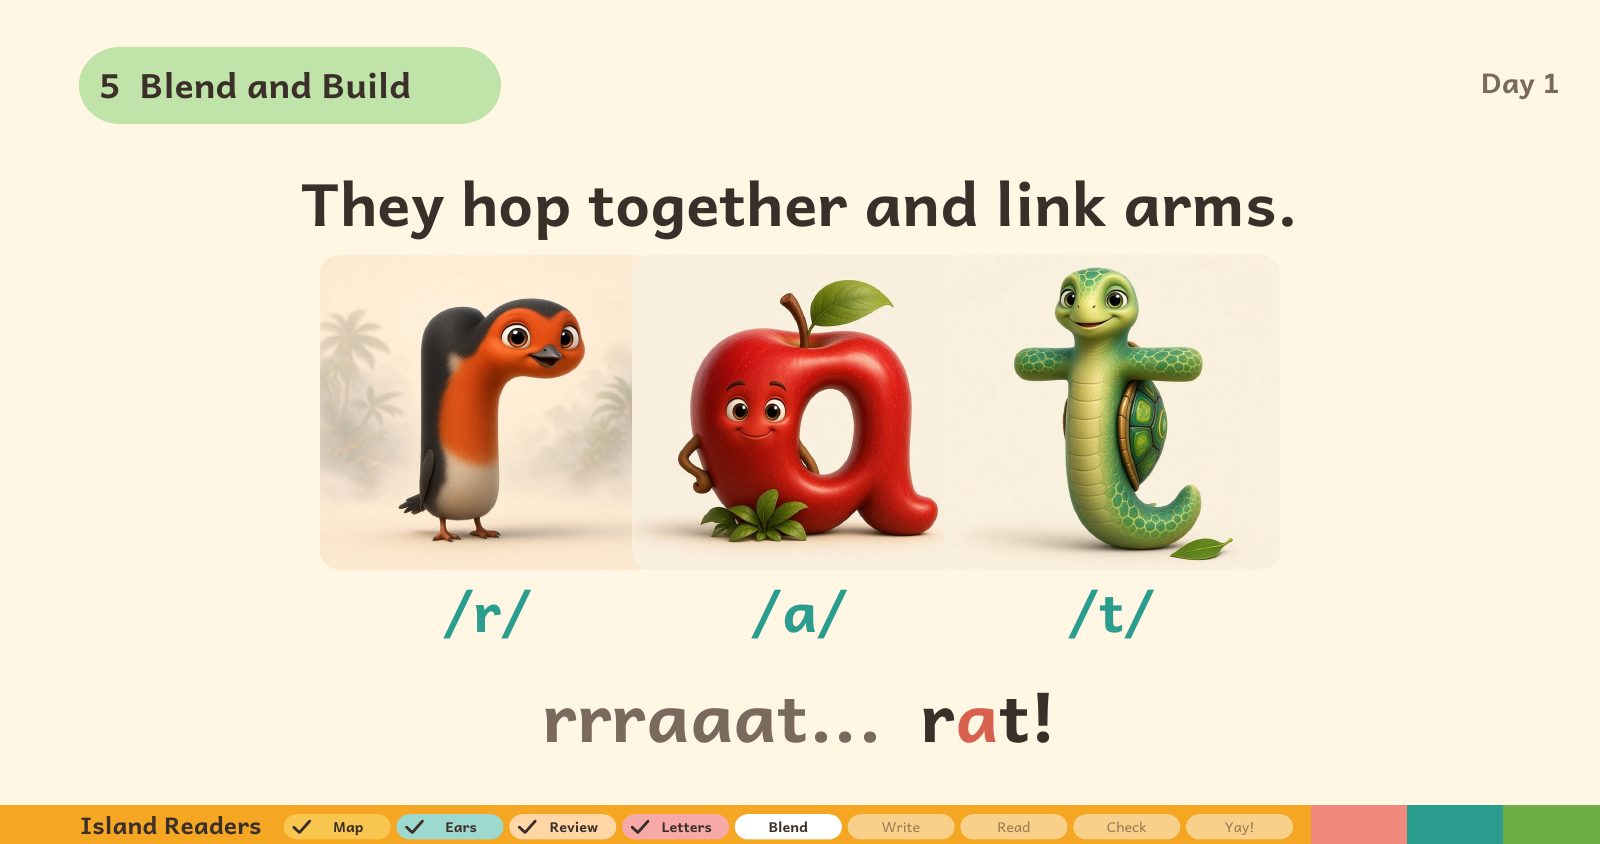 5 Blend and Build
Day 1
They hop together and link arms.
/r/ /a/ /t/
rrraaat... rat!
Island Readers Map Ears Review Letters Blend Write Read Check Yay!